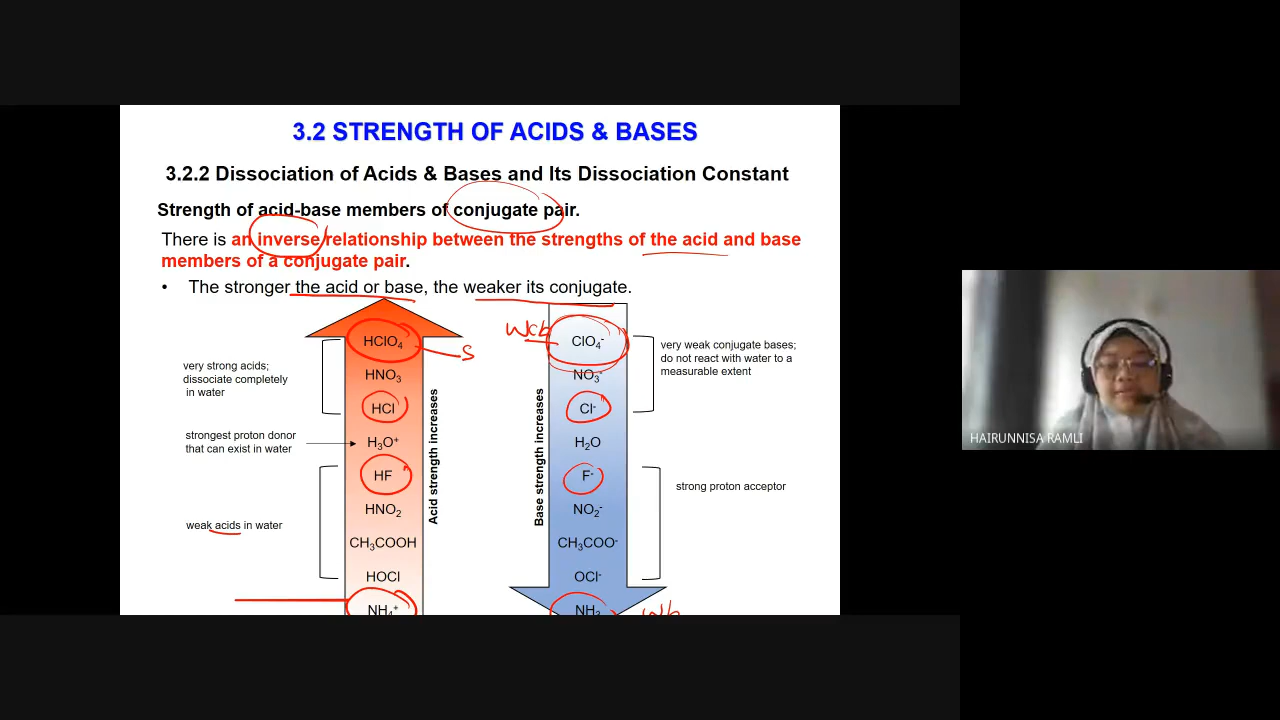 3.2 STRENGTH OF ACIDS & BASES
3.2.2 Dissociation of Acids & Bases and Its Dissociation Constant
Strength of acid-base members of conjugate pair.
There is an inverse relationship between the strengths of the acid and base
members of a conjugate pair.
• The stronger the acid or base, the weaker its conjugate.
very strong acids;
dissociate completely
in water
strongest proton donor
that can exist in water
weak acids in water
HClO₄
HNO₃
HCl
H₃O⁺
HF
HNO₂
CH₃COOH
HOCl
NH₄⁺
S
Acid strength increases
Base strength increases
Wcb
ClO₄⁻
NO₃⁻
Cl⁻
H₂O
F⁻
NO₂⁻
CH₃COO⁻
OCl⁻
NH₃
Wb
very weak conjugate bases;
do not react with water to a
measurable extent
strong proton acceptor
HAIRUNNISA RAMLI